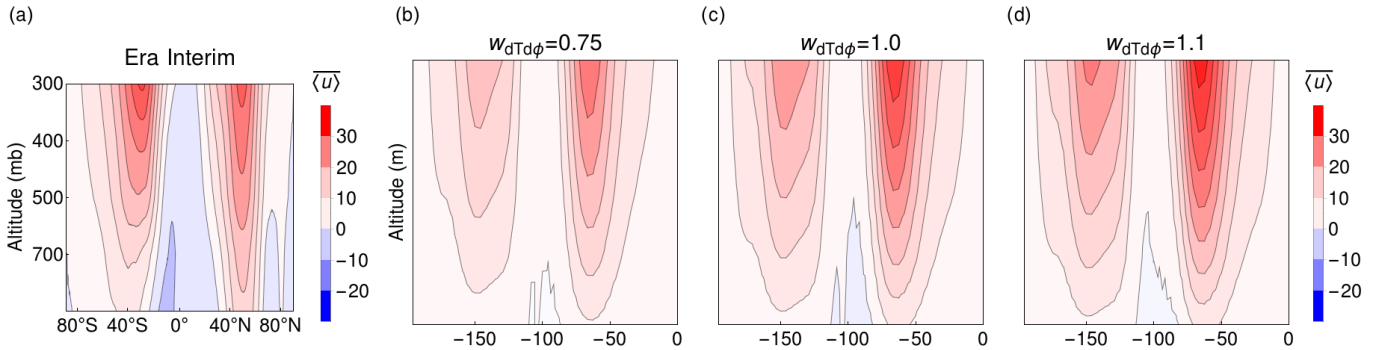 (a)
Era Interim
⟨u⟩
300
400
500
700
Altitude (mb)
80°S 40°S 0° 40°N 80°N
30
20
10
0
−10
−20
(b)
w_dTdϕ=0.75
Altitude (m)
−150 −100 −50 0
(c)
w_dTdϕ=1.0
−150 −100 −50 0
(d)
w_dTdϕ=1.1
−150 −100 −50 0
⟨u⟩
30
20
10
0
−10
−20